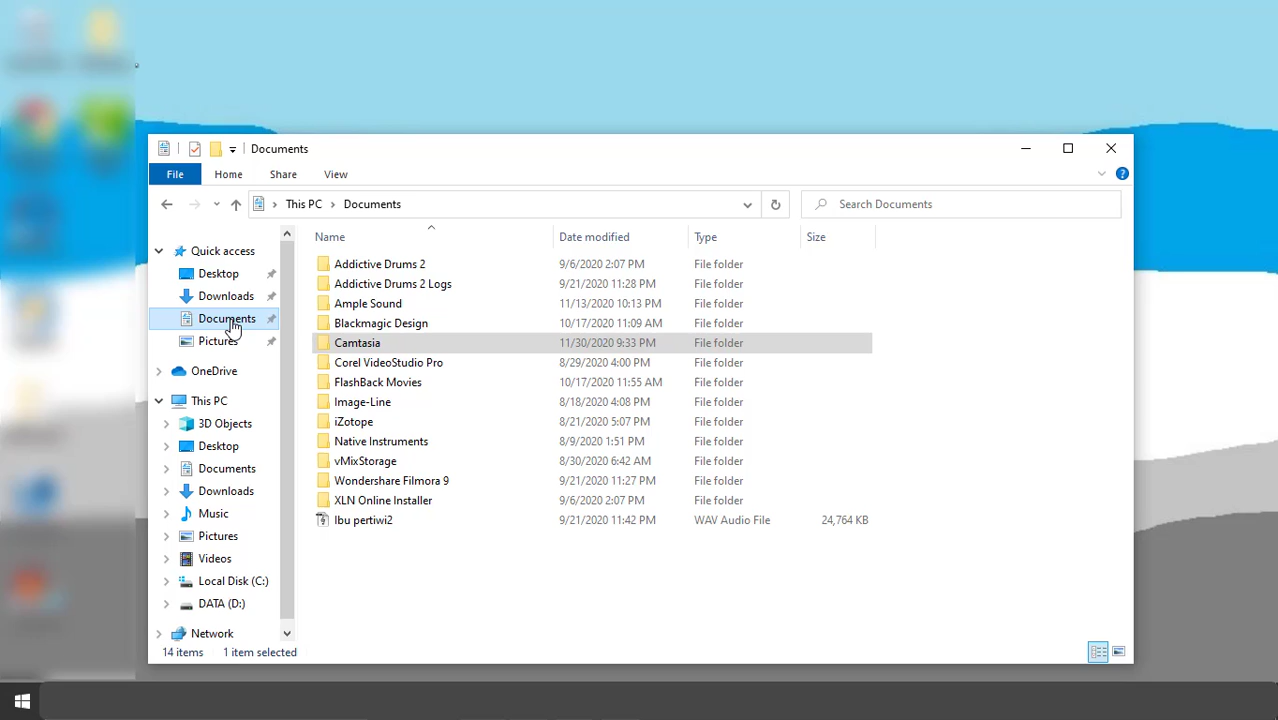 Documents
File Home Share View
This PC Documents Search Documents
Name Date modified Type Size
Quick access
Desktop
Downloads
Documents
Pictures
OneDrive
This PC
3D Objects
Desktop
Documents
Downloads
Music
Pictures
Videos
Local Disk (C:)
DATA (D:)
Network
Addictive Drums 2 9/6/2020 2:07 PM File folder
Addictive Drums 2 Logs 9/21/2020 11:28 PM File folder
Ample Sound 11/13/2020 10:13 PM File folder
Blackmagic Design 10/17/2020 11:09 AM File folder
Camtasia 11/30/2020 9:33 PM File folder
Corel VideoStudio Pro 8/29/2020 4:00 PM File folder
FlashBack Movies 10/17/2020 11:55 AM File folder
Image-Line 8/18/2020 4:08 PM File folder
iZotope 8/21/2020 5:07 PM File folder
Native Instruments 8/9/2020 1:51 PM File folder
vMixStorage 8/30/2020 6:42 AM File folder
Wondershare Filmora 9 9/21/2020 11:27 PM File folder
XLN Online Installer 9/6/2020 2:07 PM File folder
Ibu pertiwi2 9/21/2020 11:42 PM WAV Audio File 24,764 KB
14 items 1 item selected